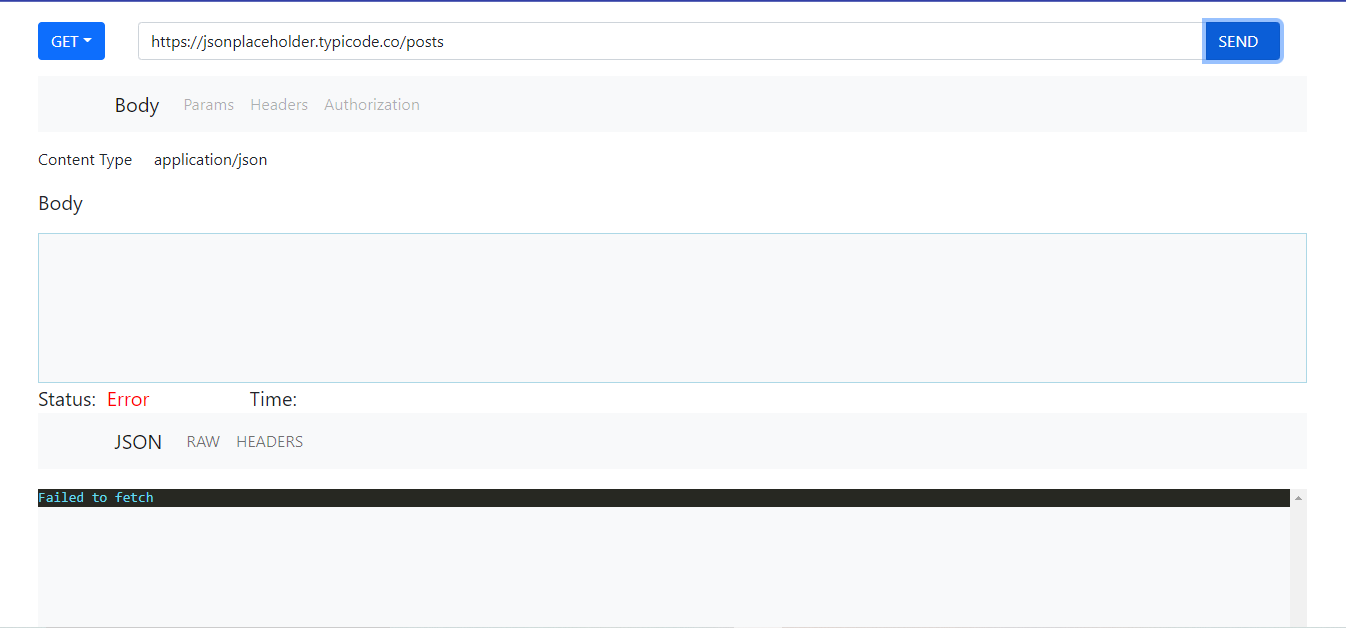 GET https://jsonplaceholder.typicode.co/posts SEND
Body Params Headers Authorization
Content Type application/json
Body
Status: Error Time:
JSON RAW HEADERS
Failed to fetch